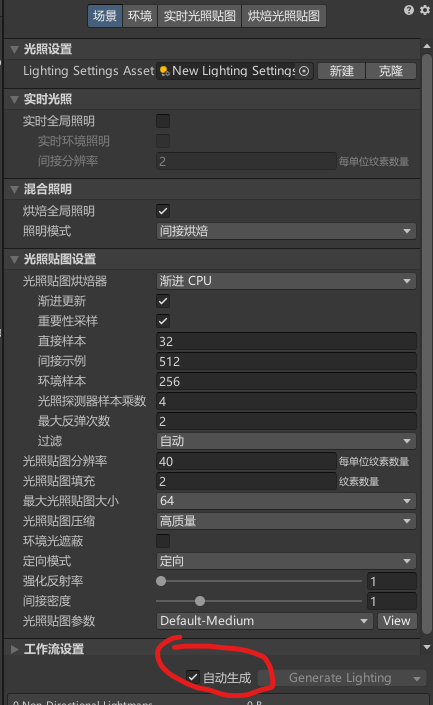 场景 环境 实时光照贴图 烘焙光照贴图
光照设置
Lighting Settings Asset New Lighting Settings 新建 克隆
实时光照
实时全局照明
实时环境照明
间接分辨率 2 每单位纹素数量
混合照明
烘焙全局照明
照明模式 间接烘焙
光照贴图设置
光照贴图烘焙器 渐进 CPU
渐进更新
重要性采样
直接样本 32
间接示例 512
环境样本 256
光照探测器样本乘数 4
最大反弹次数 2
过滤 自动
光照贴图分辨率 40 每单位纹素数量
光照贴图填充 2 纹素数量
最大光照贴图大小 64
光照贴图压缩 高质量
环境光遮蔽
定向模式 定向
强化反射率 1
间接密度 1
光照贴图参数 Default-Medium View
工作流设置
自动生成 Generate Lighting
0 Non-Directional Lightmaps 0 B